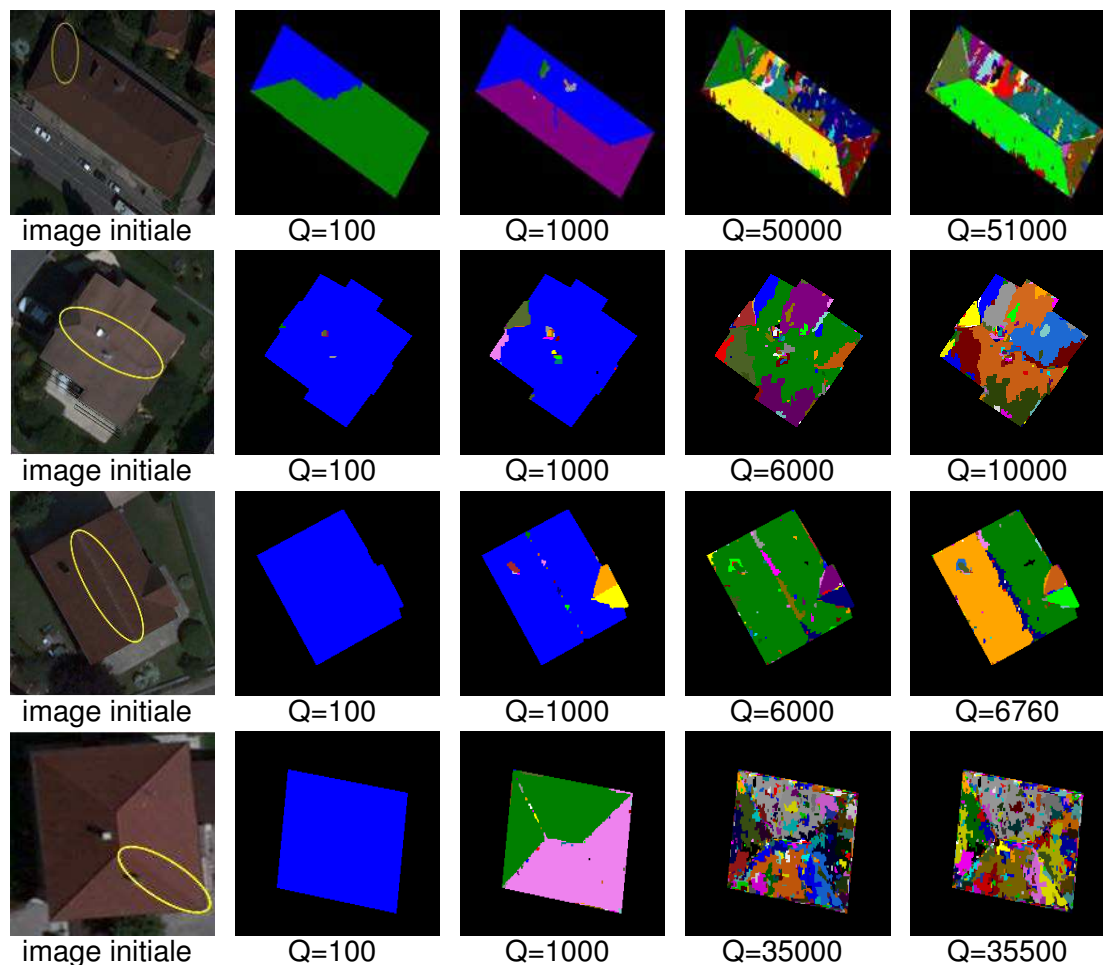 image initiale Q=100 Q=1000 Q=50000 Q=51000
image initiale Q=100 Q=1000 Q=6000 Q=10000
image initiale Q=100 Q=1000 Q=6000 Q=6760
image initiale Q=100 Q=1000 Q=35000 Q=35500